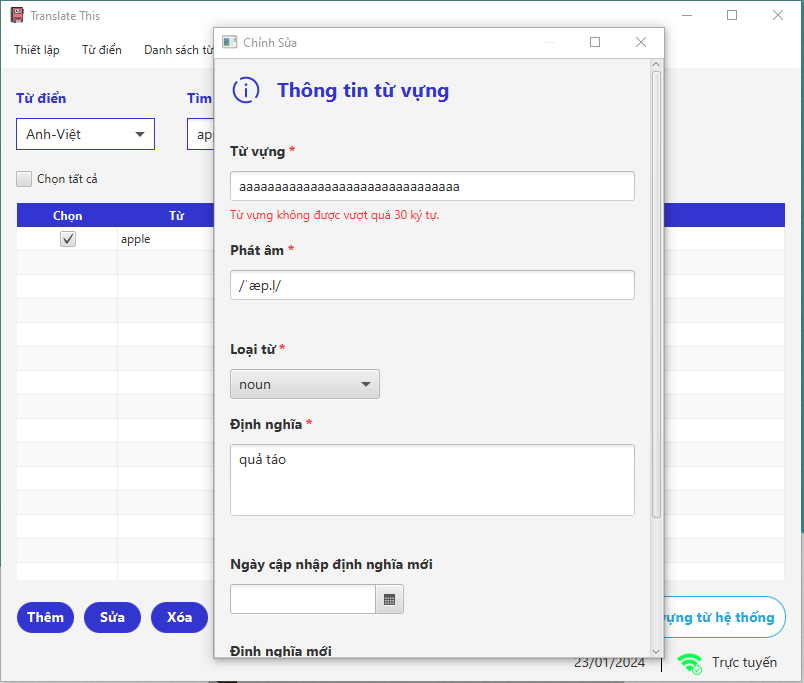 Translate This
Thiết lập Từ điển Danh sách từ
Từ điển
Tìm
Anh-Việt
ap
Chọn tất cả
Chọn Từ
apple
Chỉnh Sửa
Thông tin từ vựng
Từ vựng *
aaaaaaaaaaaaaaaaaaaaaaaaaaaaaaa
Từ vựng không được vượt quá 30 ký tự.
Phát âm *
/ˈæp.l̩/
Loại từ *
noun
Định nghĩa *
quả táo
Ngày cập nhập định nghĩa mới
Định nghĩa mới
Thêm Sửa Xóa
vựng từ hệ thống
23/01/2024 Trực tuyến